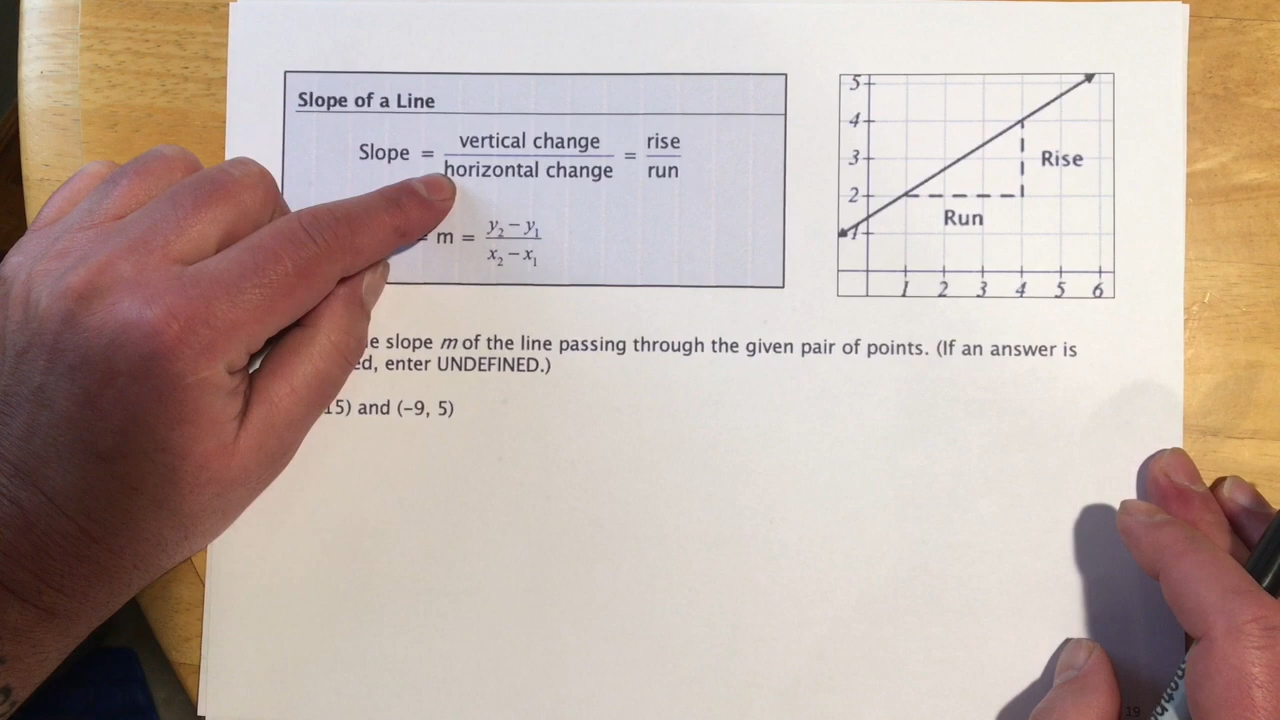 Slope of a Line
Slope = vertical change / horizontal change = rise / run
= m = y₂ − y₁ / x₂ − x₁
5
4
3
2
1
Rise
Run
1 2 3 4 5 6
slope m of the line passing through the given pair of points. (If an answer is
enter UNDEFINED.)
15) and (−9, 5)
19